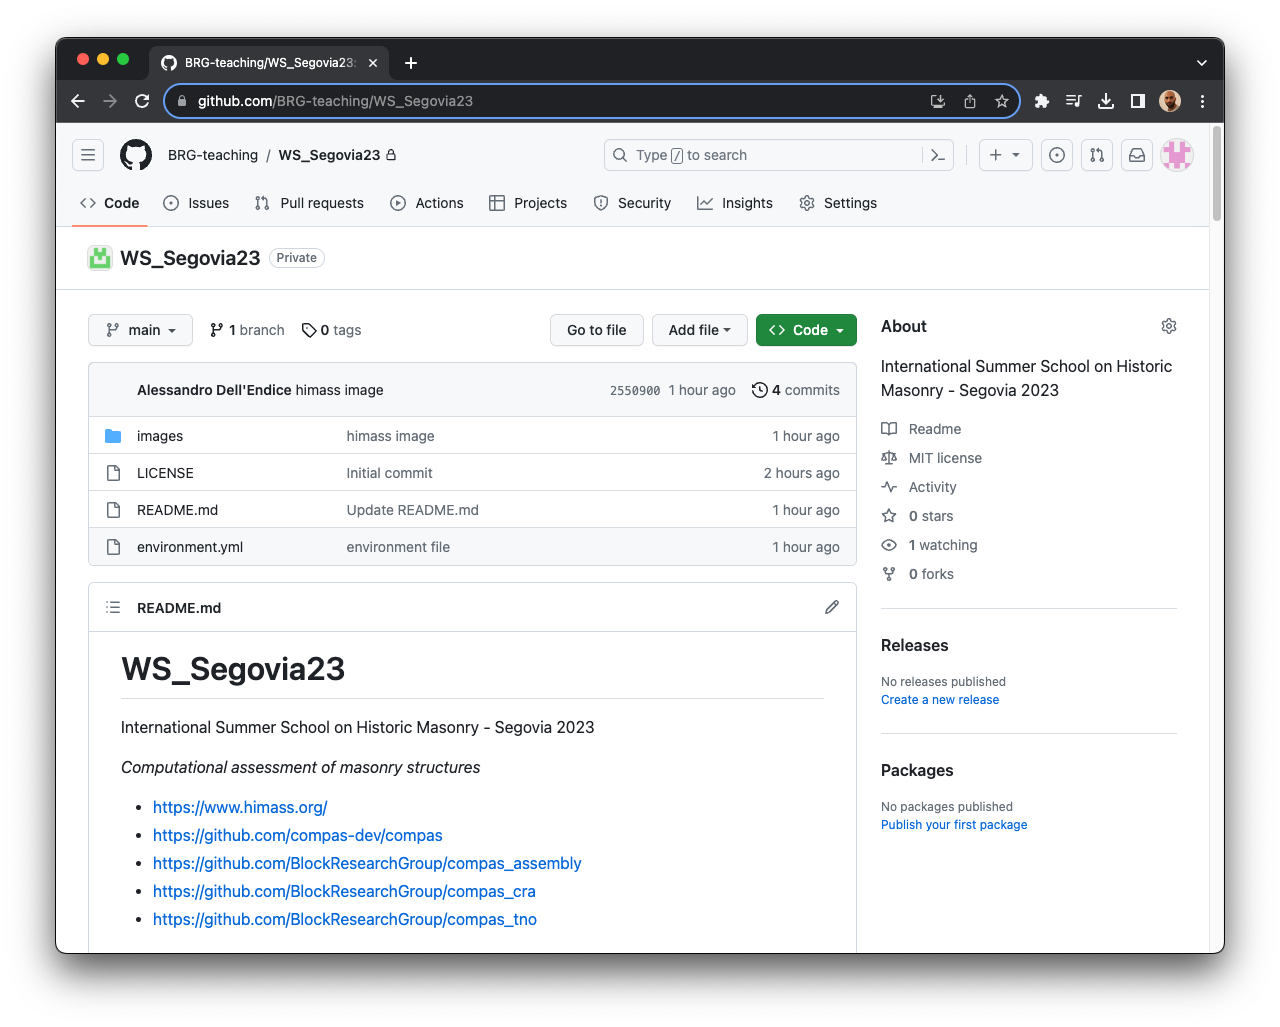 BRG-teaching/WS_Segovia23:
github.com/BRG-teaching/WS_Segovia23
BRG-teaching / WS_Segovia23
Type / to search
Code Issues Pull requests Actions Projects Security Insights Settings
WS_Segovia23 Private
main 1 branch 0 tags Go to file Add file Code
Alessandro Dell'Endice himass image 2550900 1 hour ago 4 commits
images himass image 1 hour ago
LICENSE Initial commit 2 hours ago
README.md Update README.md 1 hour ago
environment.yml environment file 1 hour ago
README.md
WS_Segovia23
International Summer School on Historic Masonry - Segovia 2023
Computational assessment of masonry structures
https://www.himass.org/
https://github.com/compas-dev/compas
https://github.com/BlockResearchGroup/compas_assembly
https://github.com/BlockResearchGroup/compas_cra
https://github.com/BlockResearchGroup/compas_tno
About
International Summer School on Historic
Masonry - Segovia 2023
Readme
MIT license
Activity
0 stars
1 watching
0 forks
Releases
No releases published
Create a new release
Packages
No packages published
Publish your first package